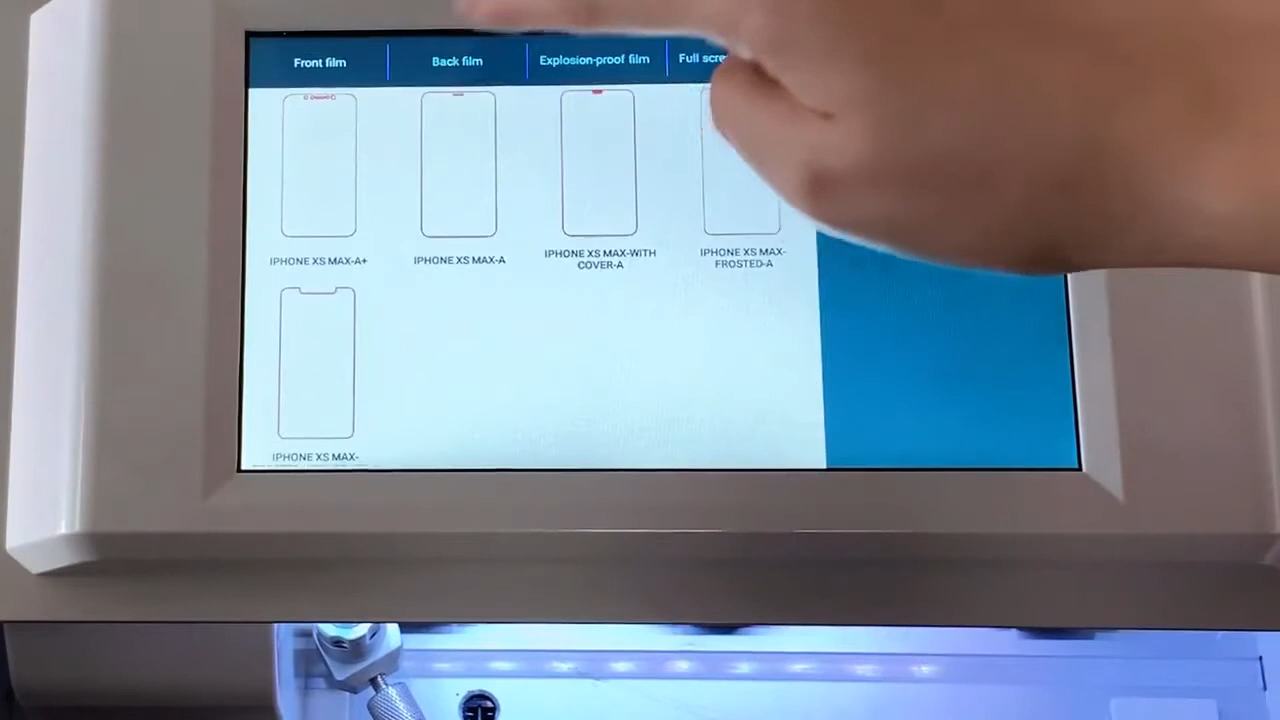 Front film
Back film
Explosion-proof film
Full
IPHONE XS MAX-A+
IPHONE XS MAX-A
IPHONE XS MAX-WITH
COVER-A
IPHONE XS MAX-
FROSTED-A
IPHONE XS MAX-